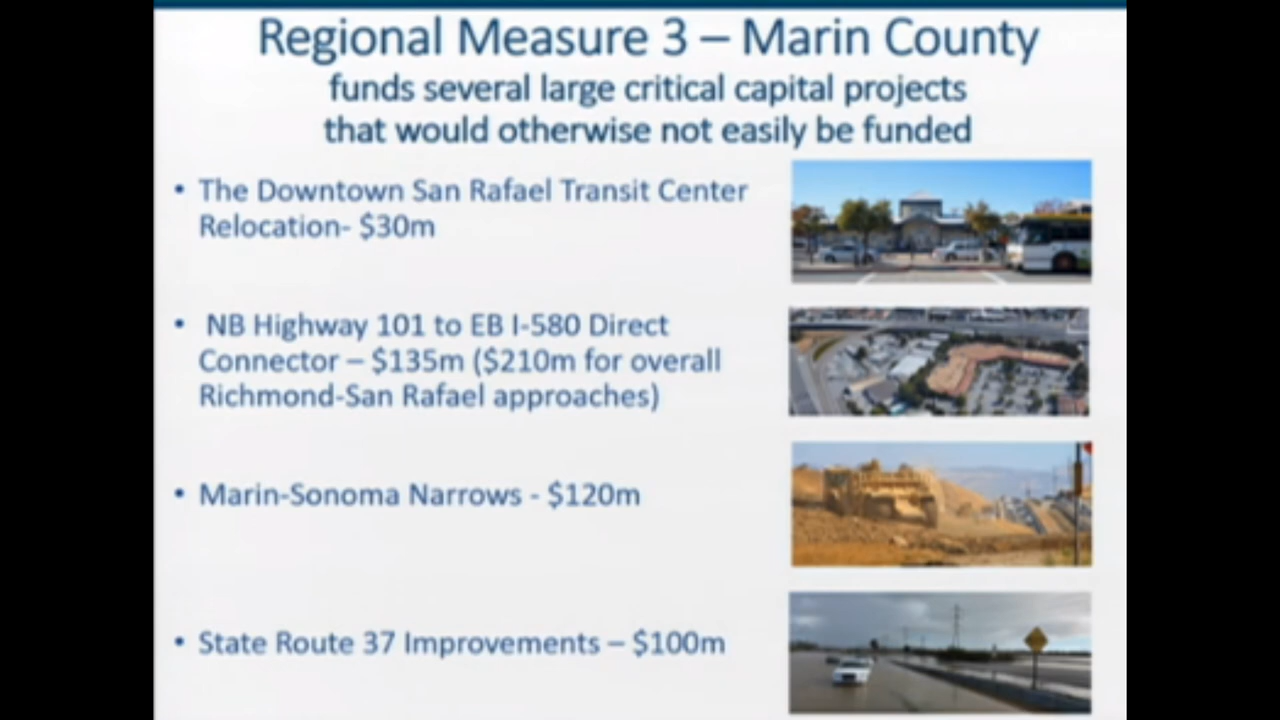 Regional Measure 3 – Marin County
funds several large critical capital projects
that would otherwise not easily be funded
• The Downtown San Rafael Transit Center
Relocation- $30m
• NB Highway 101 to EB I-580 Direct
Connector – $135m ($210m for overall
Richmond-San Rafael approaches)
• Marin-Sonoma Narrows - $120m
• State Route 37 Improvements – $100m